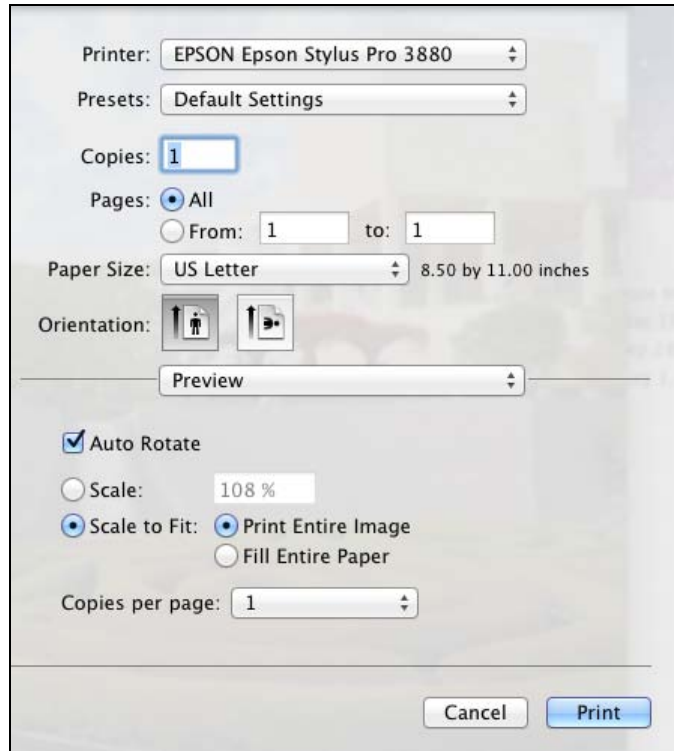 Printer: EPSON Epson Stylus Pro 3880
Presets: Default Settings
Copies: 1
Pages: All
From: 1 to: 1
Paper Size: US Letter 8.50 by 11.00 inches
Orientation:
Preview
Auto Rotate
Scale: 108 %
Scale to Fit: Print Entire Image
Fill Entire Paper
Copies per page: 1
Cancel Print